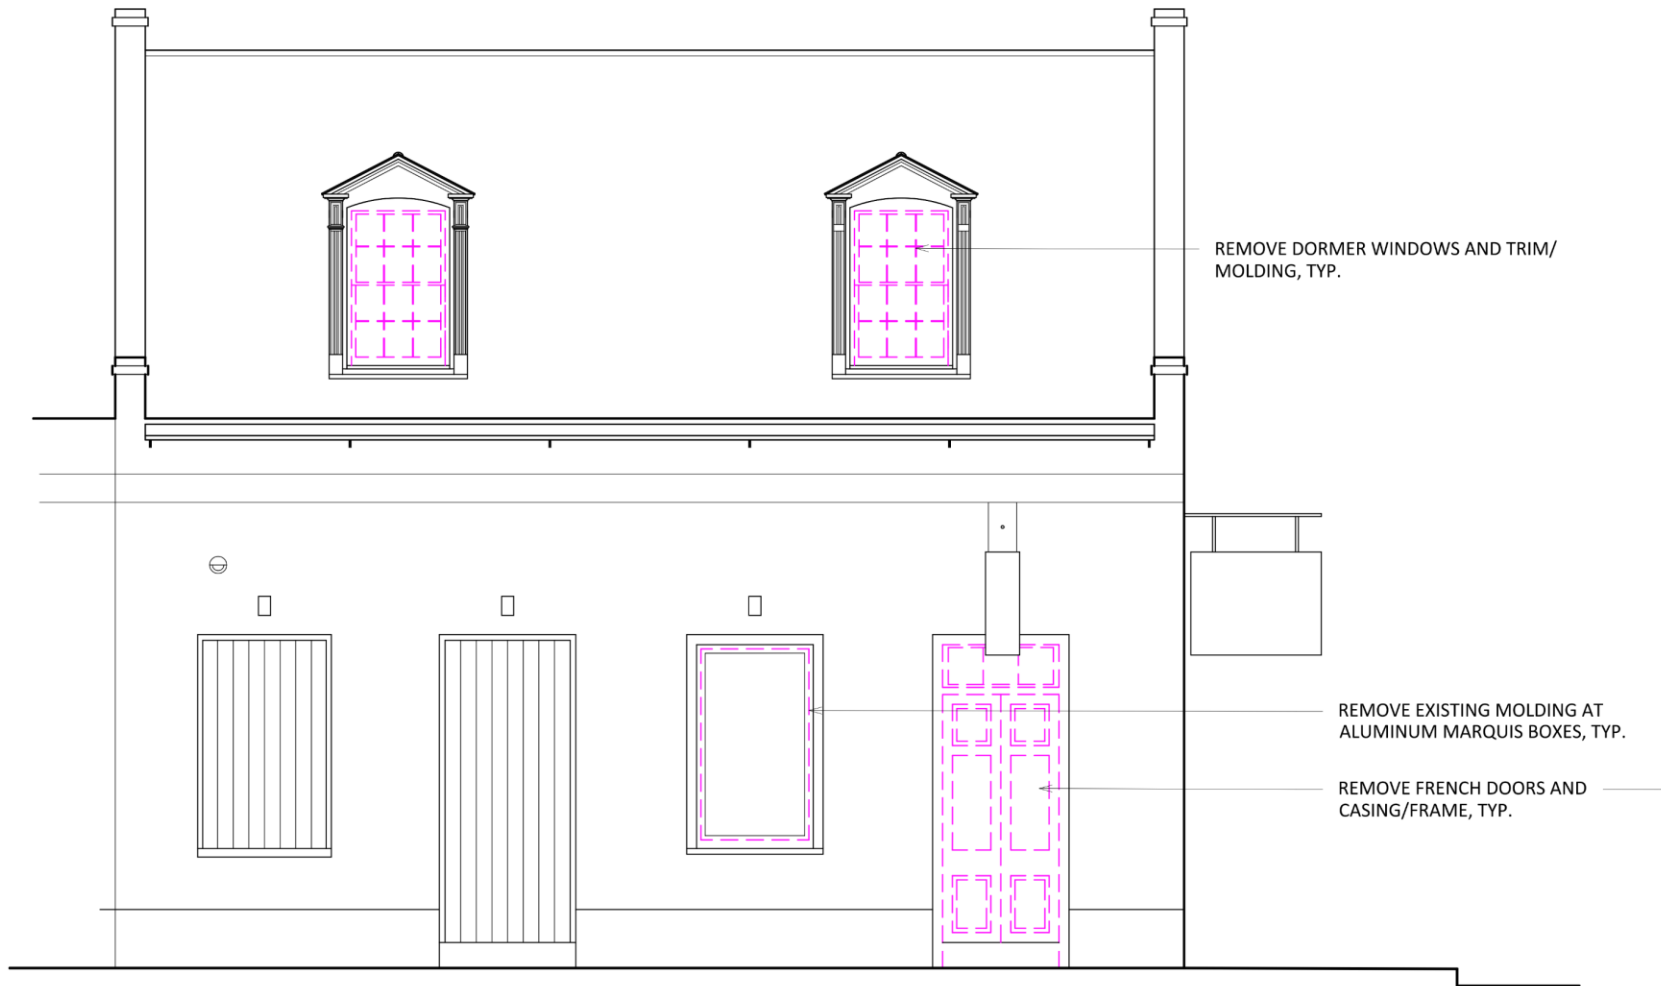 REMOVE DORMER WINDOWS AND TRIM/
MOLDING, TYP.
REMOVE EXISTING MOLDING AT
ALUMINUM MARQUIS BOXES, TYP.
REMOVE FRENCH DOORS AND
CASING/FRAME, TYP.